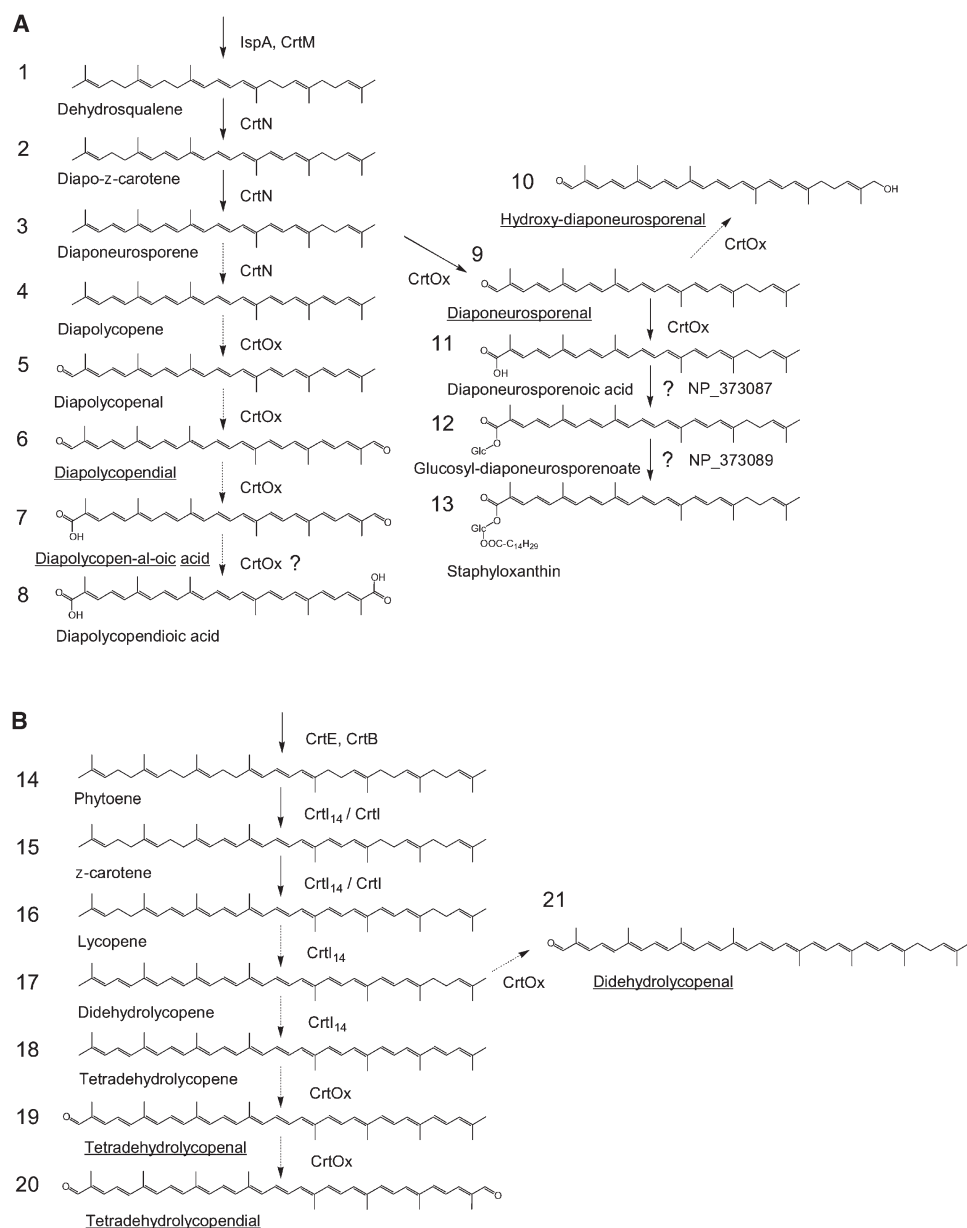 A
IspA, CrtM
1
Dehydrosqualene
CrtN
2
Diapo-z-carotene
CrtN
3
Diaponeurosporene
CrtN
4
Diapolycopene
CrtOx
5
O
Diapolycopenal
CrtOx
6
O
O
Diapolycopendial
CrtOx
7
O
OH
O
Diapolycopen-al-oic acid
CrtOx ?
8
O
OH
OH
O
Diapolycopendioic acid
10
O
OH
Hydroxy-diaponeurosporenal
CrtOx
9
CrtOx
O
Diaponeurosporenal
CrtOx
11
O
OH
Diaponeurosporenoic acid
? NP_373087
12
O
O
Glc
Glucosyl-diaponeurosporenoate
? NP_373089
13
O
O
Glc
OOC-C14H29
Staphyloxanthin
B
CrtE, CrtB
14
Phytoene
CrtI14 / CrtI
15
z-carotene
CrtI14 / CrtI
16
Lycopene
CrtI14
17
Didehydrolycopene
CrtOx
21
O
Didehydrolycopenal
CrtI14
18
Tetradehydrolycopene
CrtOx
19
O
Tetradehydrolycopenal
CrtOx
20
O
O
Tetradehydrolycopendial